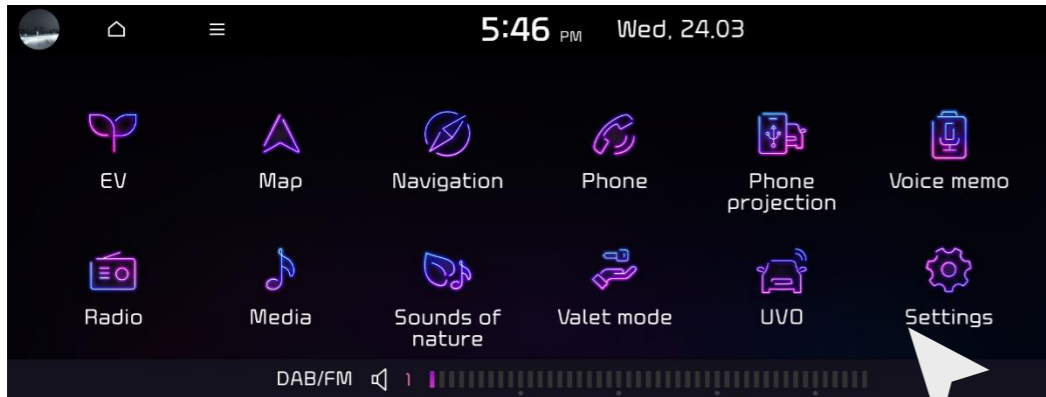 5:46 PM Wed, 24.03
EV
Map
Navigation
Phone
Phone
projection
Voice memo
Radio
Media
Sounds of
nature
Valet mode
UVO
Settings
DAB/FM 1